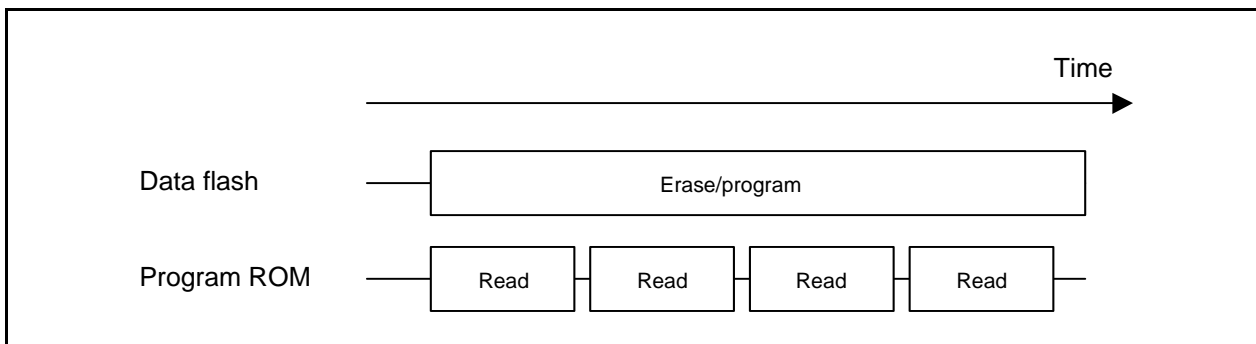 Time
Data flash
Erase/program
Program ROM
Read
Read
Read
Read